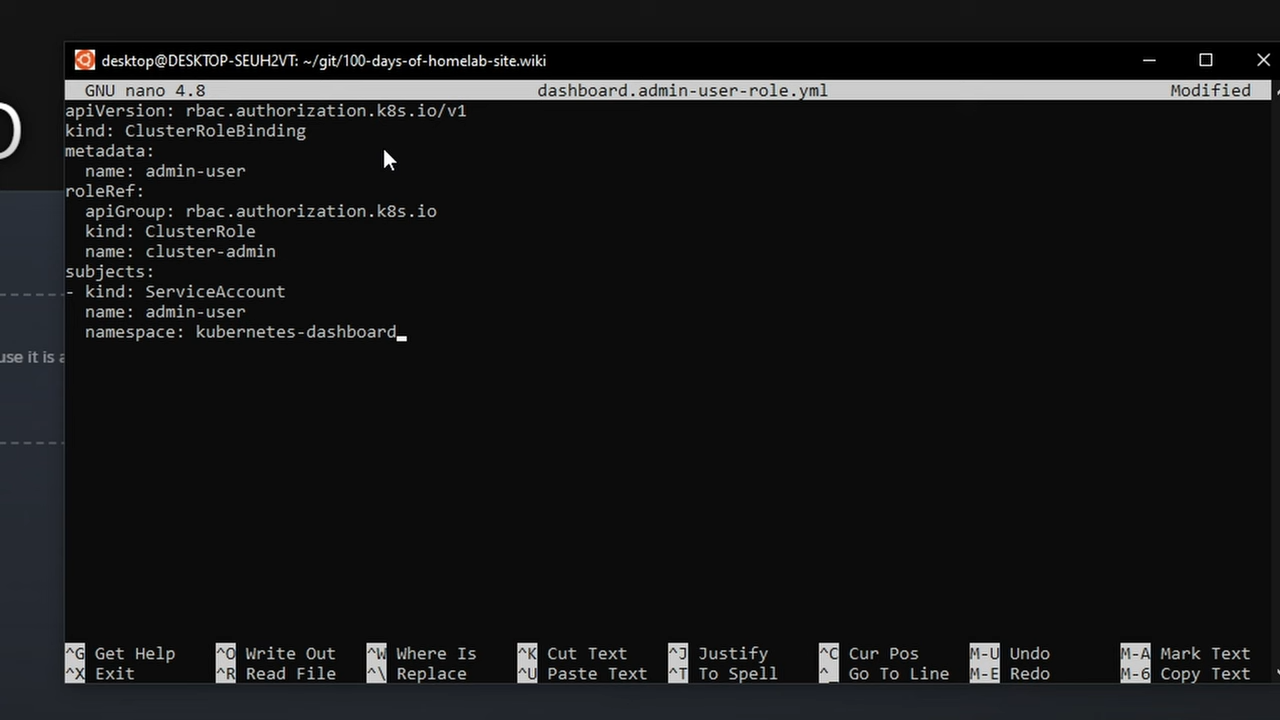 desktop@DESKTOP-SEUH2VT: ~/git/100-days-of-homelab-site.wiki
GNU nano 4.8 dashboard.admin-user-role.yml Modified
apiVersion: rbac.authorization.k8s.io/v1
kind: ClusterRoleBinding
metadata:
  name: admin-user
roleRef:
  apiGroup: rbac.authorization.k8s.io
  kind: ClusterRole
  name: cluster-admin
subjects:
- kind: ServiceAccount
  name: admin-user
  namespace: kubernetes-dashboard
use it is
^G Get Help ^O Write Out ^W Where Is ^K Cut Text ^J Justify ^C Cur Pos M-U Undo M-A Mark Text
^X Exit ^R Read File ^\ Replace ^U Paste Text ^T To Spell ^_ Go To Line M-E Redo M-6 Copy Text